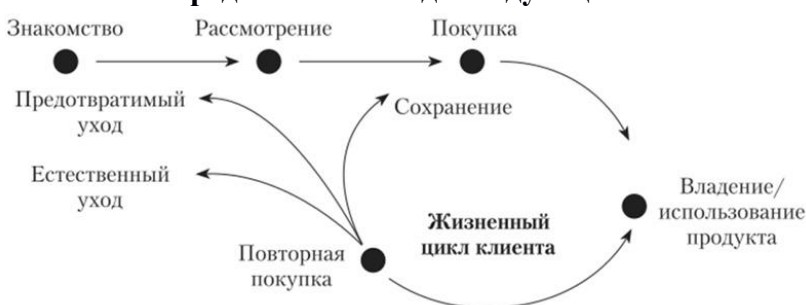 Знакомство
Рассмотрение
Покупка
Предотвратимый
уход
Сохранение
Естественный
уход
Владение/
использование
продукта
Жизненный
цикл клиента
Повторная
покупка